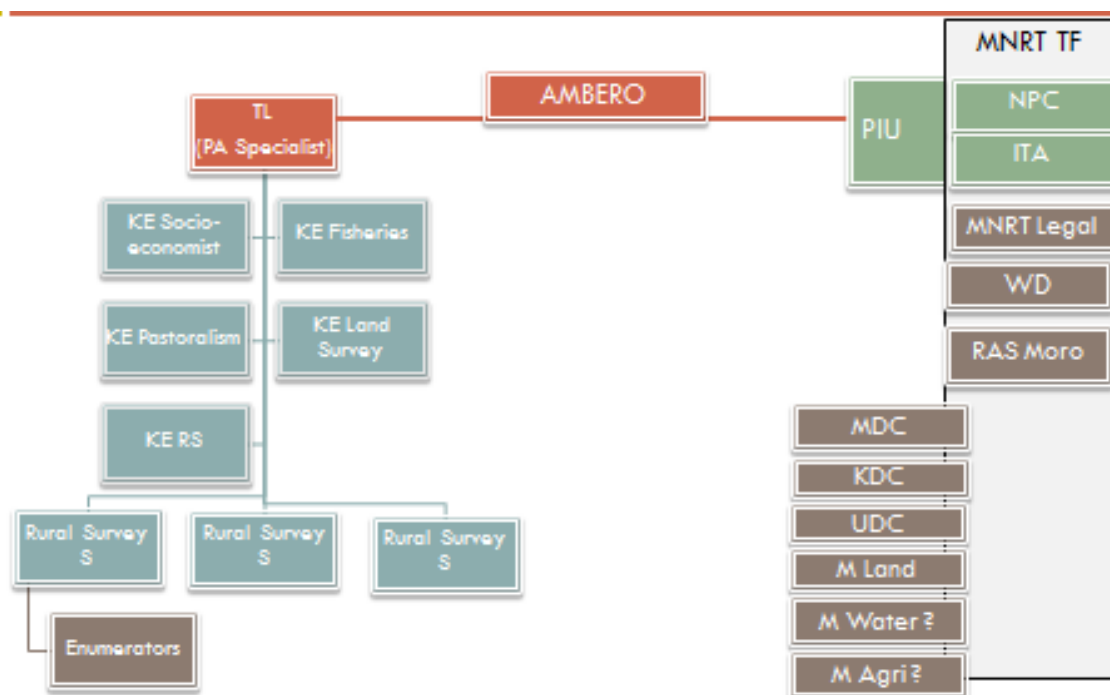 MNRT TF
AMBERO
TL
(PA Specialist)
PIU
NPC
ITA
KE Socio-
economist
KE Fisheries
MNRT Legal
WD
KE Pastoralism
KE Land
Survey
RAS Moro
KE RS
MDC
KDC
UDC
M Land
M Water ?
M Agri ?
Rural Survey
S
Rural Survey
S
Rural Survey
S
Enumerators